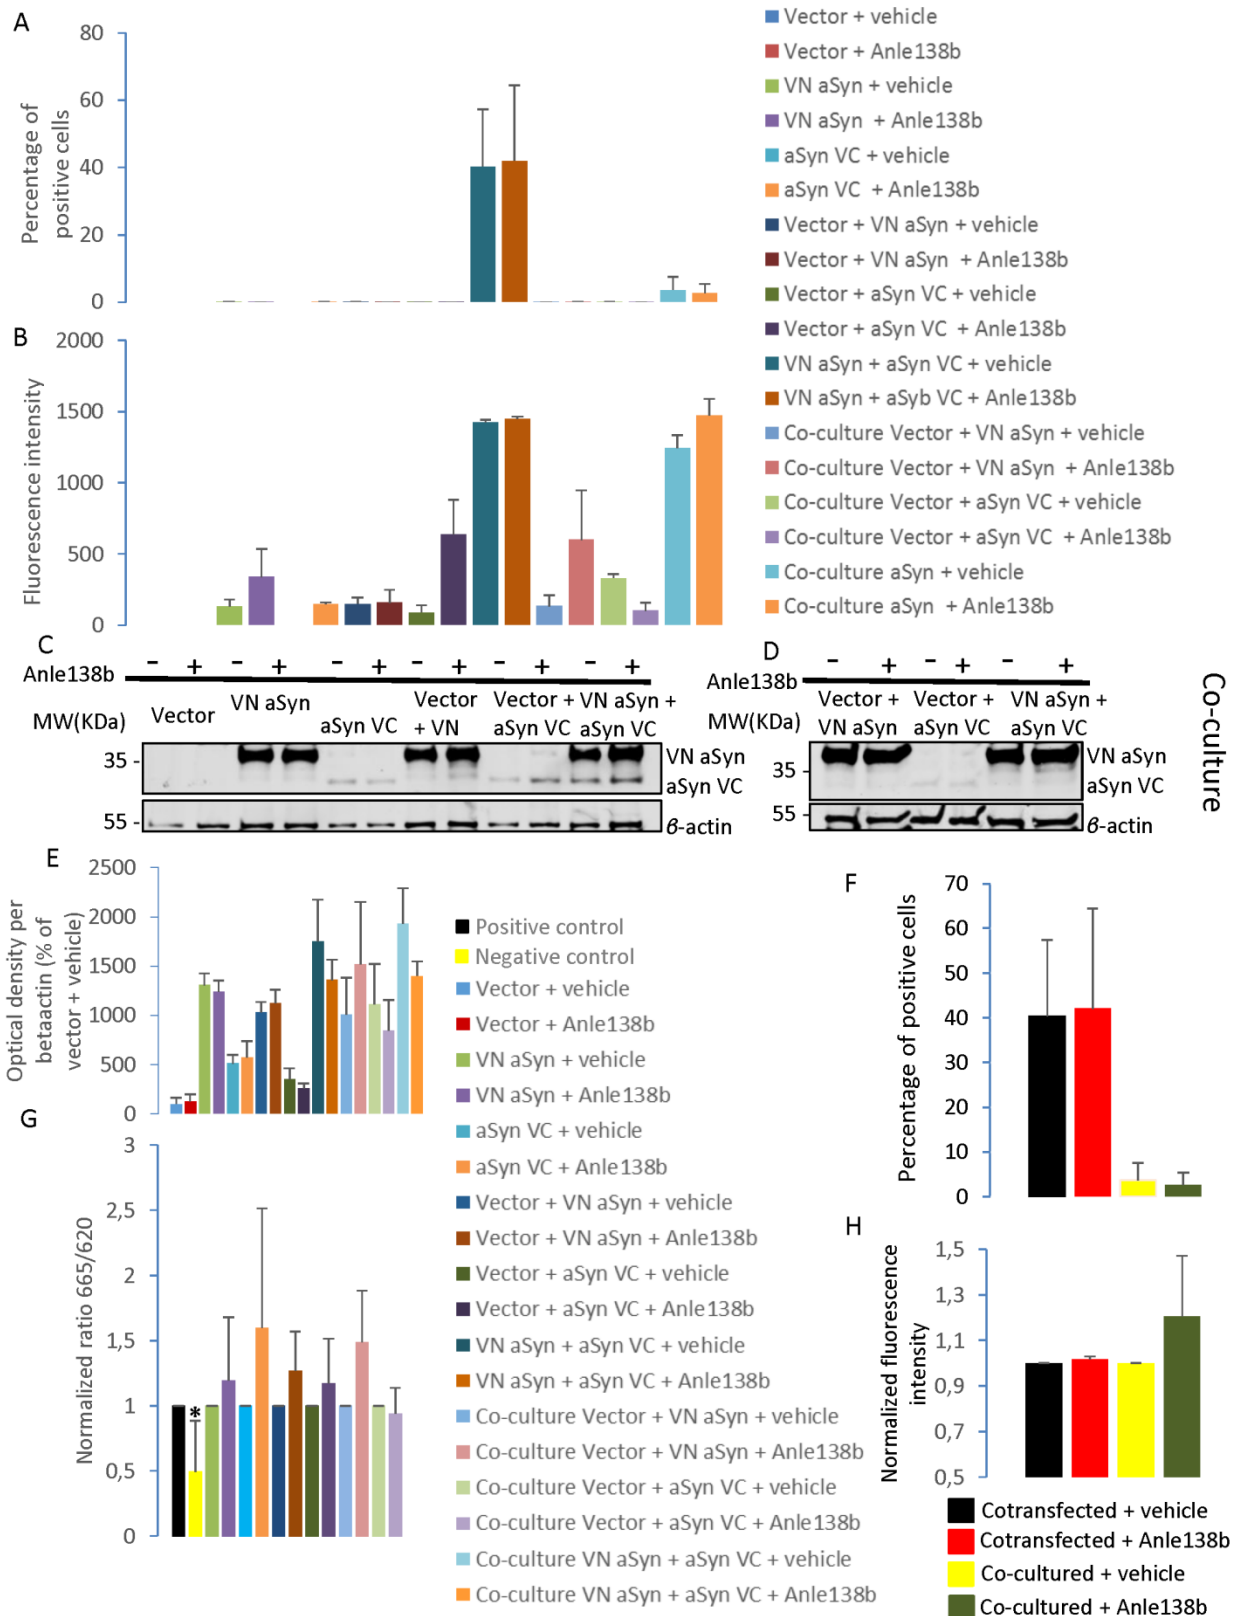 A
80
60
40
20
0
Percentage of
positive cells
B
2000
1500
1000
500
0
Fluorescence intensity
Vector + vehicle
Vector + Anle138b
VN aSyn + vehicle
VN aSyn + Anle138b
aSyn VC + vehicle
aSyn VC + Anle138b
Vector + VN aSyn + vehicle
Vector + VN aSyn + Anle138b
Vector + aSyn VC + vehicle
Vector + aSyn VC + Anle138b
VN aSyn + aSyn VC + vehicle
VN aSyn + aSyb VC + Anle138b
Co-culture Vector + VN aSyn + vehicle
Co-culture Vector + VN aSyn + Anle138b
Co-culture Vector + aSyn VC + vehicle
Co-culture Vector + aSyn VC + Anle138b
Co-culture aSyn + vehicle
Co-culture aSyn + Anle138b
C
Anle138b - + - + - + - + - + - +
MW(KDa)
Vector
VN aSyn
aSyn VC
Vector
+ VN
Vector +
aSyn VC
VN aSyn +
aSyn VC
35 -
VN aSyn
aSyn VC
55 -
β-actin
D
Anle138b - + - + - +
MW(KDa)
Vector +
VN aSyn
Vector +
aSyn VC
VN aSyn +
aSyn VC
35 -
VN aSyn
aSyn VC
55 -
β-actin
Co-culture
E
2500
2000
1500
1000
500
0
Optical density per
betaactin (% of
vector + vehicle)
G
3
2,5
2
1,5
1
0,5
0
Normalized ratio 665/620
*
Positive control
Negative control
Vector + vehicle
Vector + Anle138b
VN aSyn + vehicle
VN aSyn + Anle138b
aSyn VC + vehicle
aSyn VC + Anle138b
Vector + VN aSyn + vehicle
Vector + VN aSyn + Anle138b
Vector + aSyn VC + vehicle
Vector + aSyn VC + Anle138b
VN aSyn + aSyn VC + vehicle
VN aSyn + aSyn VC + Anle138b
Co-culture Vector + VN aSyn + vehicle
Co-culture Vector + VN aSyn + Anle138b
Co-culture Vector + aSyn VC + vehicle
Co-culture Vector + aSyn VC + Anle138b
Co-culture VN aSyn + aSyn VC + vehicle
Co-culture VN aSyn + aSyn VC + Anle138b
F
70
60
50
40
30
20
10
0
Percentage of positive cells
H
1,5
1,3
1,1
0,9
0,7
0,5
Normalized fluorescence
intensity
Cotransfected + vehicle
Cotransfected + Anle138b
Co-cultured + vehicle
Co-cultured + Anle138b